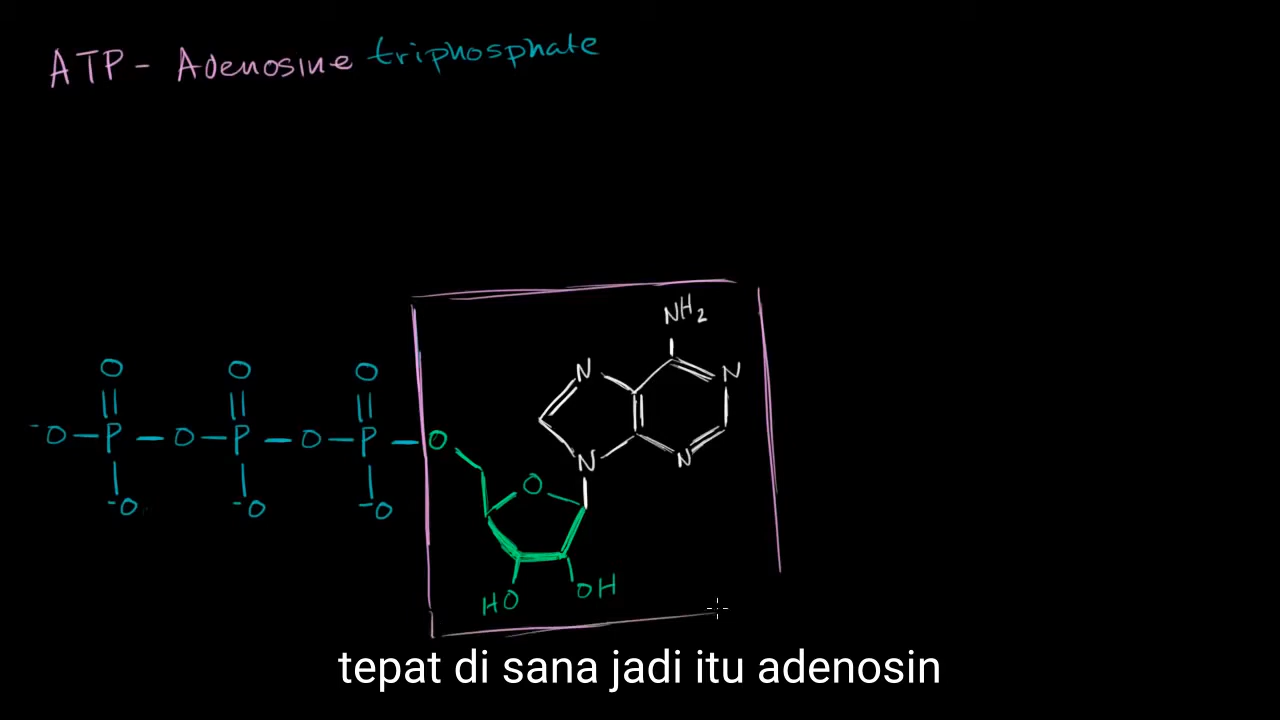 ATP - Adenosine triphosphate
NH₂
O O O N N
⁻O-P-O-P-O-P-O
N N
⁻O ⁻O ⁻O O
HO OH
tepat di sana jadi itu adenosin